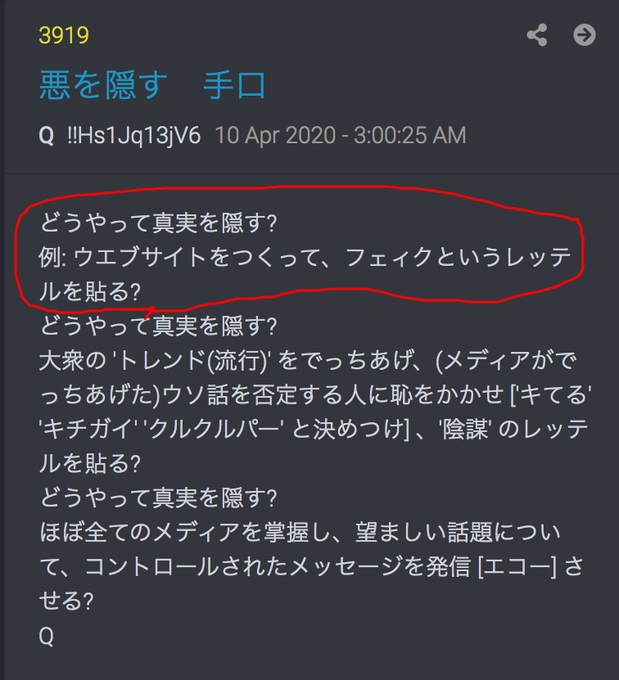 3919
悪を隠す　手口
Q !!Hs1Jq13jV6 10 Apr 2020 - 3:00:25 AM
どうやって真実を隠す?
例: ウエブサイトをつくって、フェィクというレッテ
ルを貼る?
どうやって真実を隠す?
大衆の 'トレンド(流行)' をでっちあげ、(メディアがで
っちあげた)ウソ話を否定する人に恥をかかせ ['キてる'
'キチガイ' 'クルクルパー' と決めつけ] 、'陰謀' のレッテ
ルを貼る?
どうやって真実を隠す?
ほぼ全てのメディアを掌握し、望ましい話題につい
て、コントロールされたメッセージを発信 [エコー] さ
せる?
Q